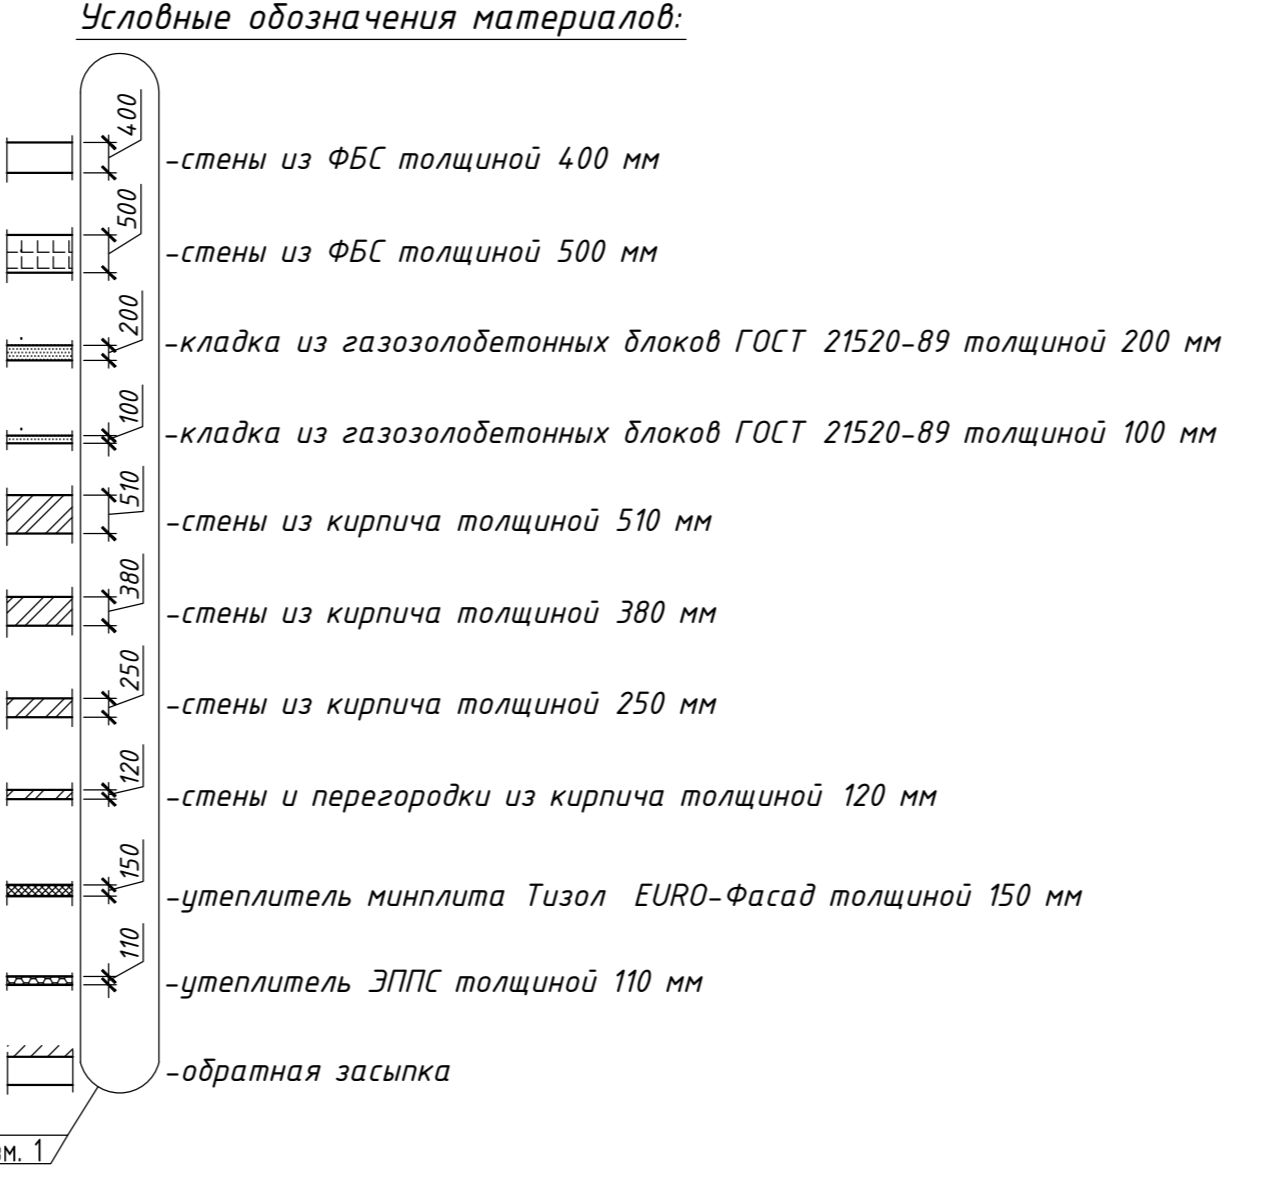 Условные обозначения материалов:
400
-стены из ФБС толщиной 400 мм
500
-стены из ФБС толщиной 500 мм
200
-кладка из газозолобетонных блоков ГОСТ 21520-89 толщиной 200 мм
100
-кладка из газозолобетонных блоков ГОСТ 21520-89 толщиной 100 мм
510
-стены из кирпича толщиной 510 мм
380
-стены из кирпича толщиной 380 мм
250
-стены из кирпича толщиной 250 мм
120
-стены и перегородки из кирпича толщиной 120 мм
150
-утеплитель минплита Тизол EURO-Фасад толщиной 150 мм
110
-утеплитель ЭППС толщиной 110 мм
-обратная засыпка
1